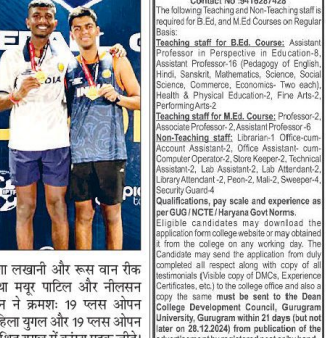 Contact No :9416287428
The following Teaching and Non-Teaching staff is
required for B.Ed, and M.Ed Courses on Regular
Basis:
Teaching staff for B.Ed. Course: Assistant
Professor in Perspective in Education-8,
Assistant Professor-16 (Pedagogy of English,
Hindi, Sanskrit, Mathematics, Science, Social
Science, Commerce, Economics- Two each),
Health & Physical Education-2, Fine Arts-2,
Performing Arts-2
Teaching staff for M.Ed. Course: Professor-2,
Associate Professor- 2, Assistant Professor -6
Non-Teaching staff: Librarian-1 Office-cum-
Account Assistant-2, Office Assistant- cum-
Computer Operator-2, Store Keeper-2, Technical
Assistant-2, Lab Assistant-2, Lab Atterdant-2,
Library Attendant -2, Peon-2, Mali-2, Sweeper-4,
Security Guard-4
Qualifications, pay scale and experience as
per GUG / NCTE / Haryana Govt Norms.
Eligible candidates may download the
application form college website or may obtained
it from the college on any working day. The
Candidate may send the application from duly
completed all respect along with copy of all
testimonials (Visible copy of DMCs, Experience
Certificates, etc.) to the college office and also a
copy the same must be sent to the Dean
College Development Council, Gurugram
University, Gurugram within 21 days (but not
later on 28.12.2024) from publication of the
लखानी और रूस वान रीक
मयूर पाटिल और नीलसन
ने क्रमशः 19 प्लस ओपन
युगल और 19 प्लस ओपन